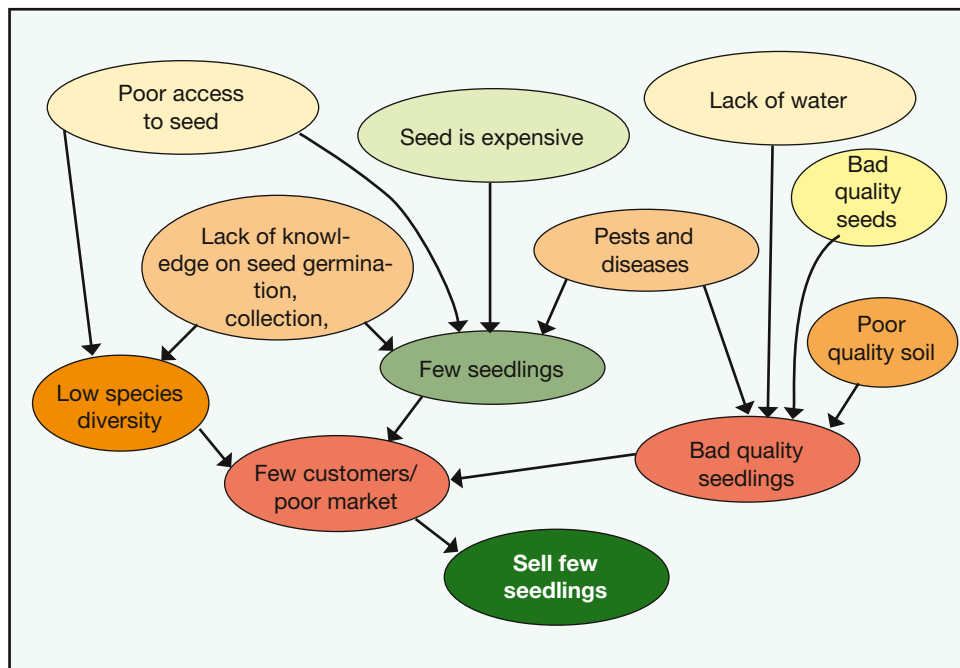 Poor access
to seed
Seed is expensive
Lack of water
Bad
quality
seeds
Lack of knowl-
edge on seed germina-
tion,
collection,
Pests and
diseases
Poor
quality soil
Few seedlings
Low species
diversity
Bad quality
seedlings
Few customers/
poor market
Sell few
seedlings